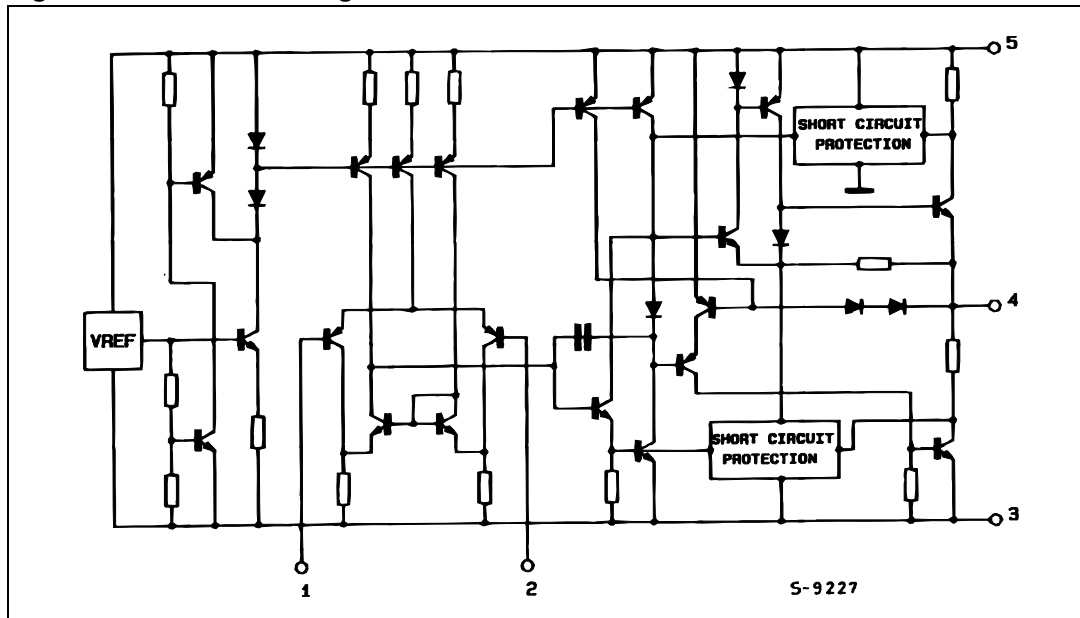 5
SHORT CIRCUIT
PROTECTION
4
VREF
SHORT CIRCUIT
PROTECTION
3
1
2
S-9227